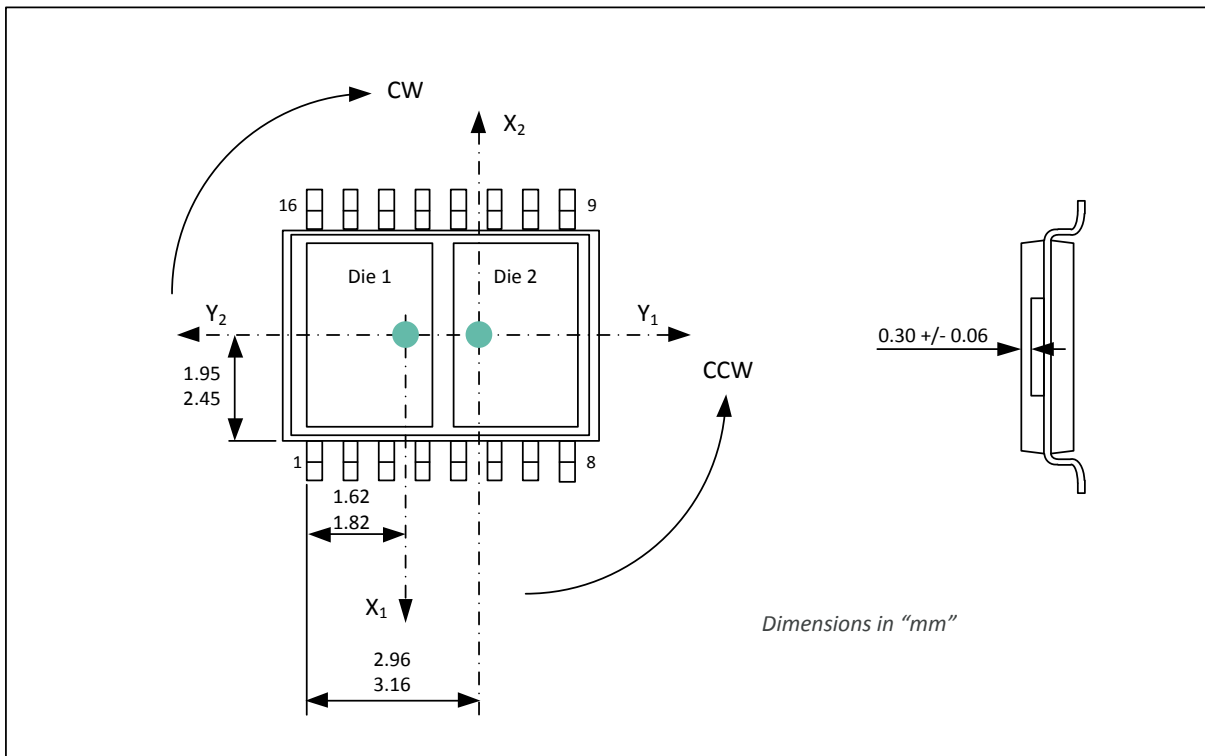 CW
X₂
16
9
Die 1
Die 2
Y₂
Y₁
0.30 +/- 0.06
1.95
2.45
CCW
1
8
1.62
1.82
X₁
Dimensions in “mm”
2.96
3.16